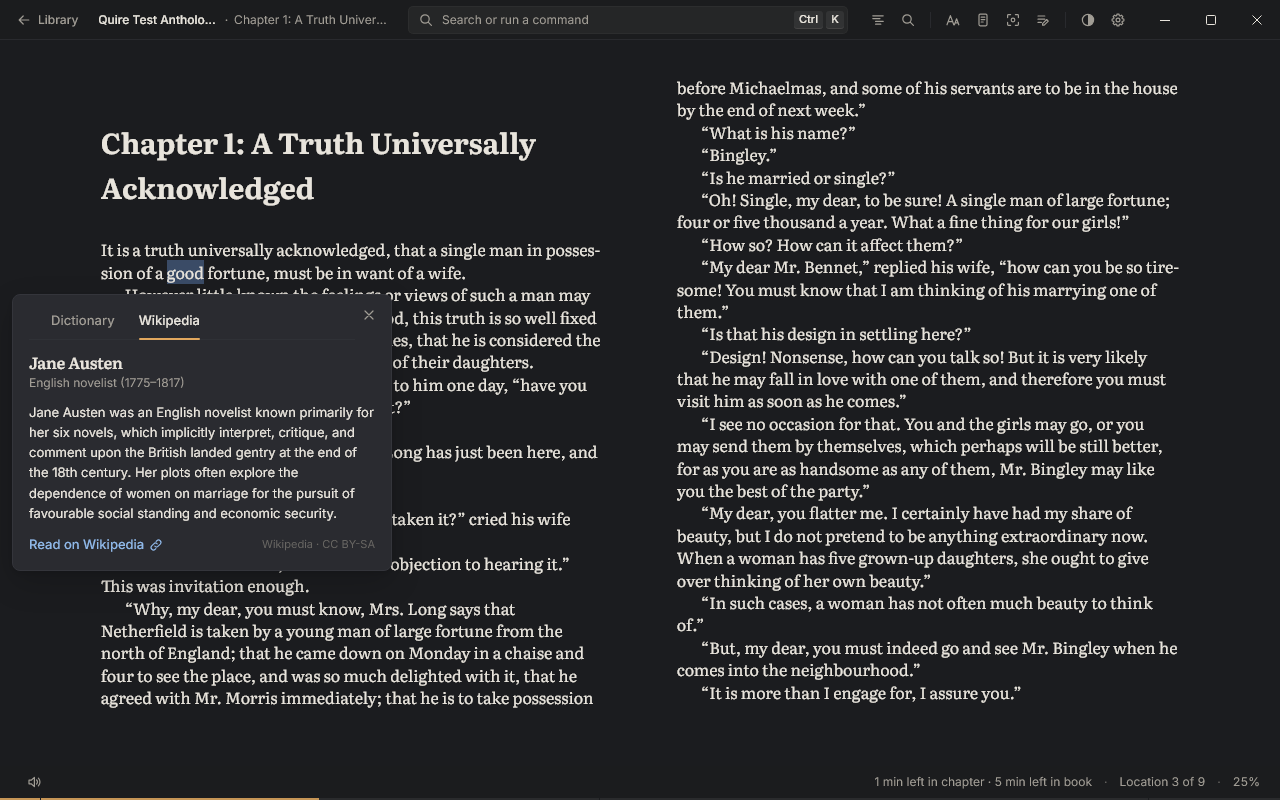 Library
Quire Test Antholo... · Chapter 1: A Truth Univer...
Search or run a command
Ctrl K
Chapter 1: A Truth Universally
Acknowledged
It is a truth universally acknowledged, that a single man in posses-
sion of a good fortune, must be in want of a wife.
However little known the feelings or views of such a man may
d, this truth is so well fixed
es, that he is considered the
of their daughters.
to him one day, “have you
t?”
ong has just been here, and
taken it?” cried his wife
objection to hearing it.”
This was invitation enough.
“Why, my dear, you must know, Mrs. Long says that
Netherfield is taken by a young man of large fortune from the
north of England; that he came down on Monday in a chaise and
four to see the place, and was so much delighted with it, that he
agreed with Mr. Morris immediately; that he is to take possession
Dictionary
Wikipedia
Jane Austen
English novelist (1775–1817)
Jane Austen was an English novelist known primarily for
her six novels, which implicitly interpret, critique, and
comment upon the British landed gentry at the end of
the 18th century. Her plots often explore the
dependence of women on marriage for the pursuit of
favourable social standing and economic security.
Read on Wikipedia
Wikipedia · CC BY-SA
before Michaelmas, and some of his servants are to be in the house
by the end of next week.”
“What is his name?”
“Bingley.”
“Is he married or single?”
“Oh! Single, my dear, to be sure! A single man of large fortune;
four or five thousand a year. What a fine thing for our girls!”
“How so? How can it affect them?”
“My dear Mr. Bennet,” replied his wife, “how can you be so tire-
some! You must know that I am thinking of his marrying one of
them.”
“Is that his design in settling here?”
“Design! Nonsense, how can you talk so! But it is very likely
that he may fall in love with one of them, and therefore you must
visit him as soon as he comes.”
“I see no occasion for that. You and the girls may go, or you
may send them by themselves, which perhaps will be still better,
for as you are as handsome as any of them, Mr. Bingley may like
you the best of the party.”
“My dear, you flatter me. I certainly have had my share of
beauty, but I do not pretend to be anything extraordinary now.
When a woman has five grown-up daughters, she ought to give
over thinking of her own beauty.”
“In such cases, a woman has not often much beauty to think
of.”
“But, my dear, you must indeed go and see Mr. Bingley when he
comes into the neighbourhood.”
“It is more than I engage for, I assure you.”
1 min left in chapter · 5 min left in book · Location 3 of 9 · 25%